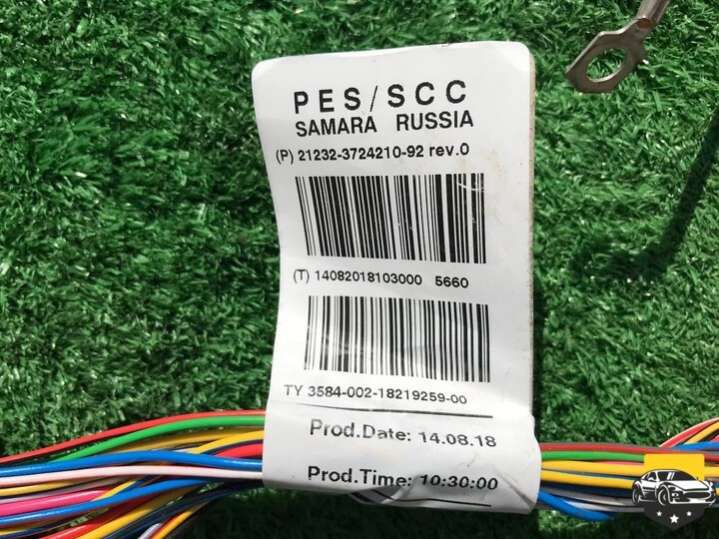 PES/SCC
SAMARA RUSSIA
(P) 21232-3724210-92 rev.0
(T) 14082018103000 5660
TY 3584-002-18219259-00
Prod.Date: 14.08.18
Prod.Time: 10:30:00